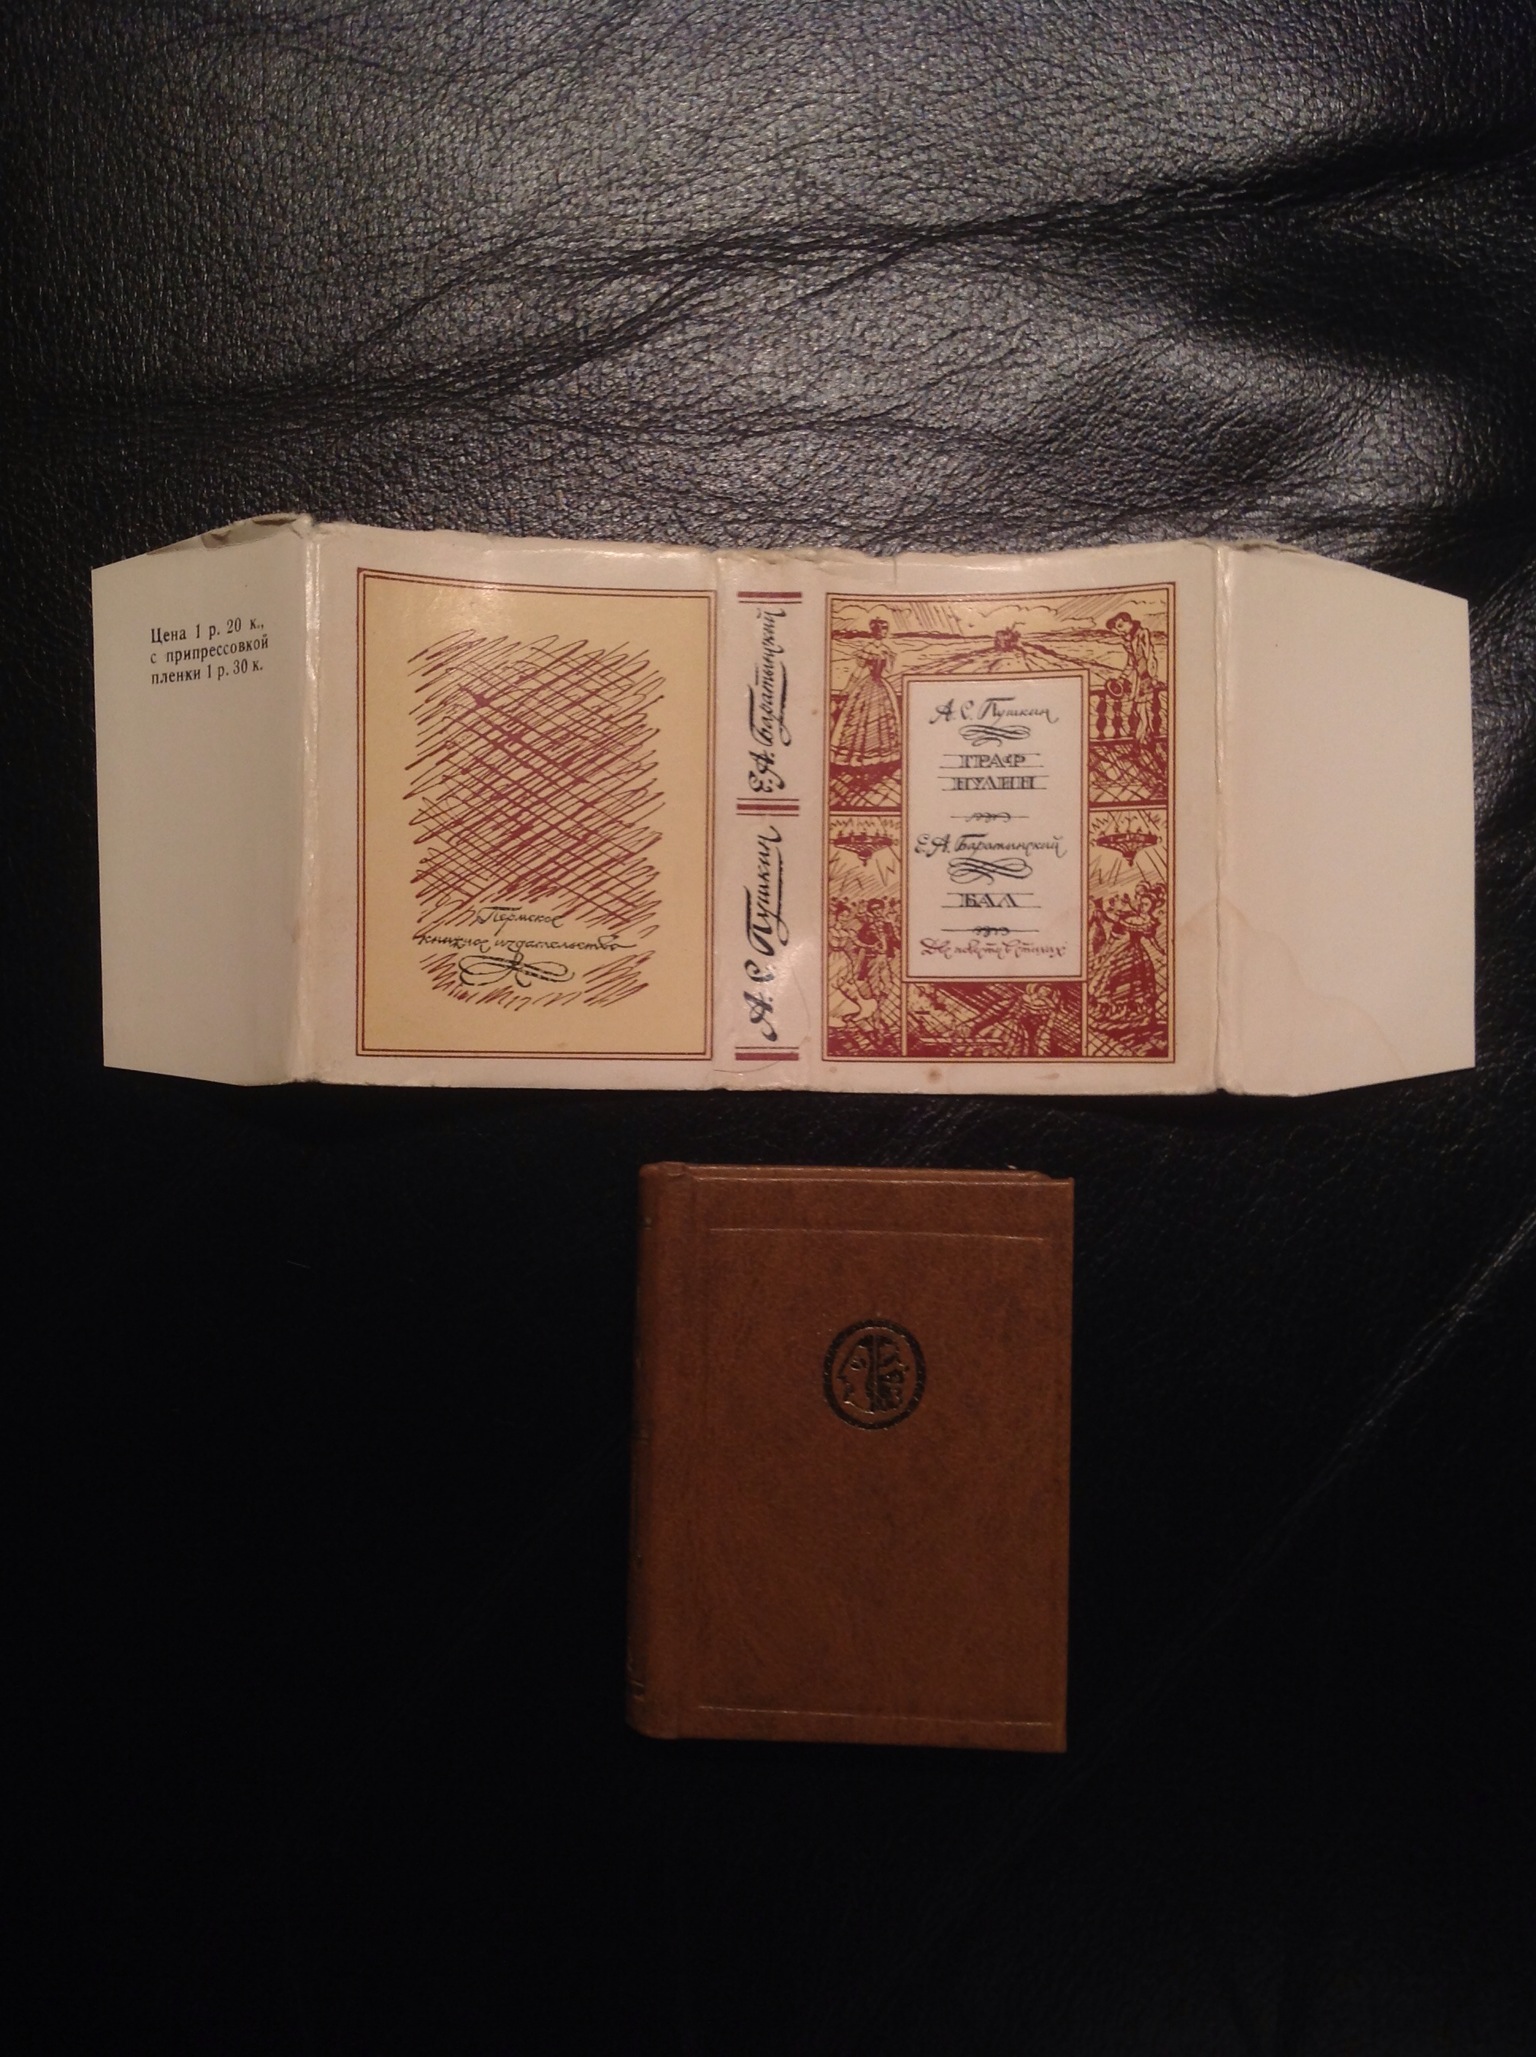 Цена 1 р. 20 к.,
с припрессовкой
пленки 1 р. 30 к.
Пермское
книжное издательство
А. С. Пушкин
Е. А. Баратынский
А. С. Пушкин
ГРАФ
НУЛИН
Е. А. Баратынский
БАЛ
Две повести в стихах